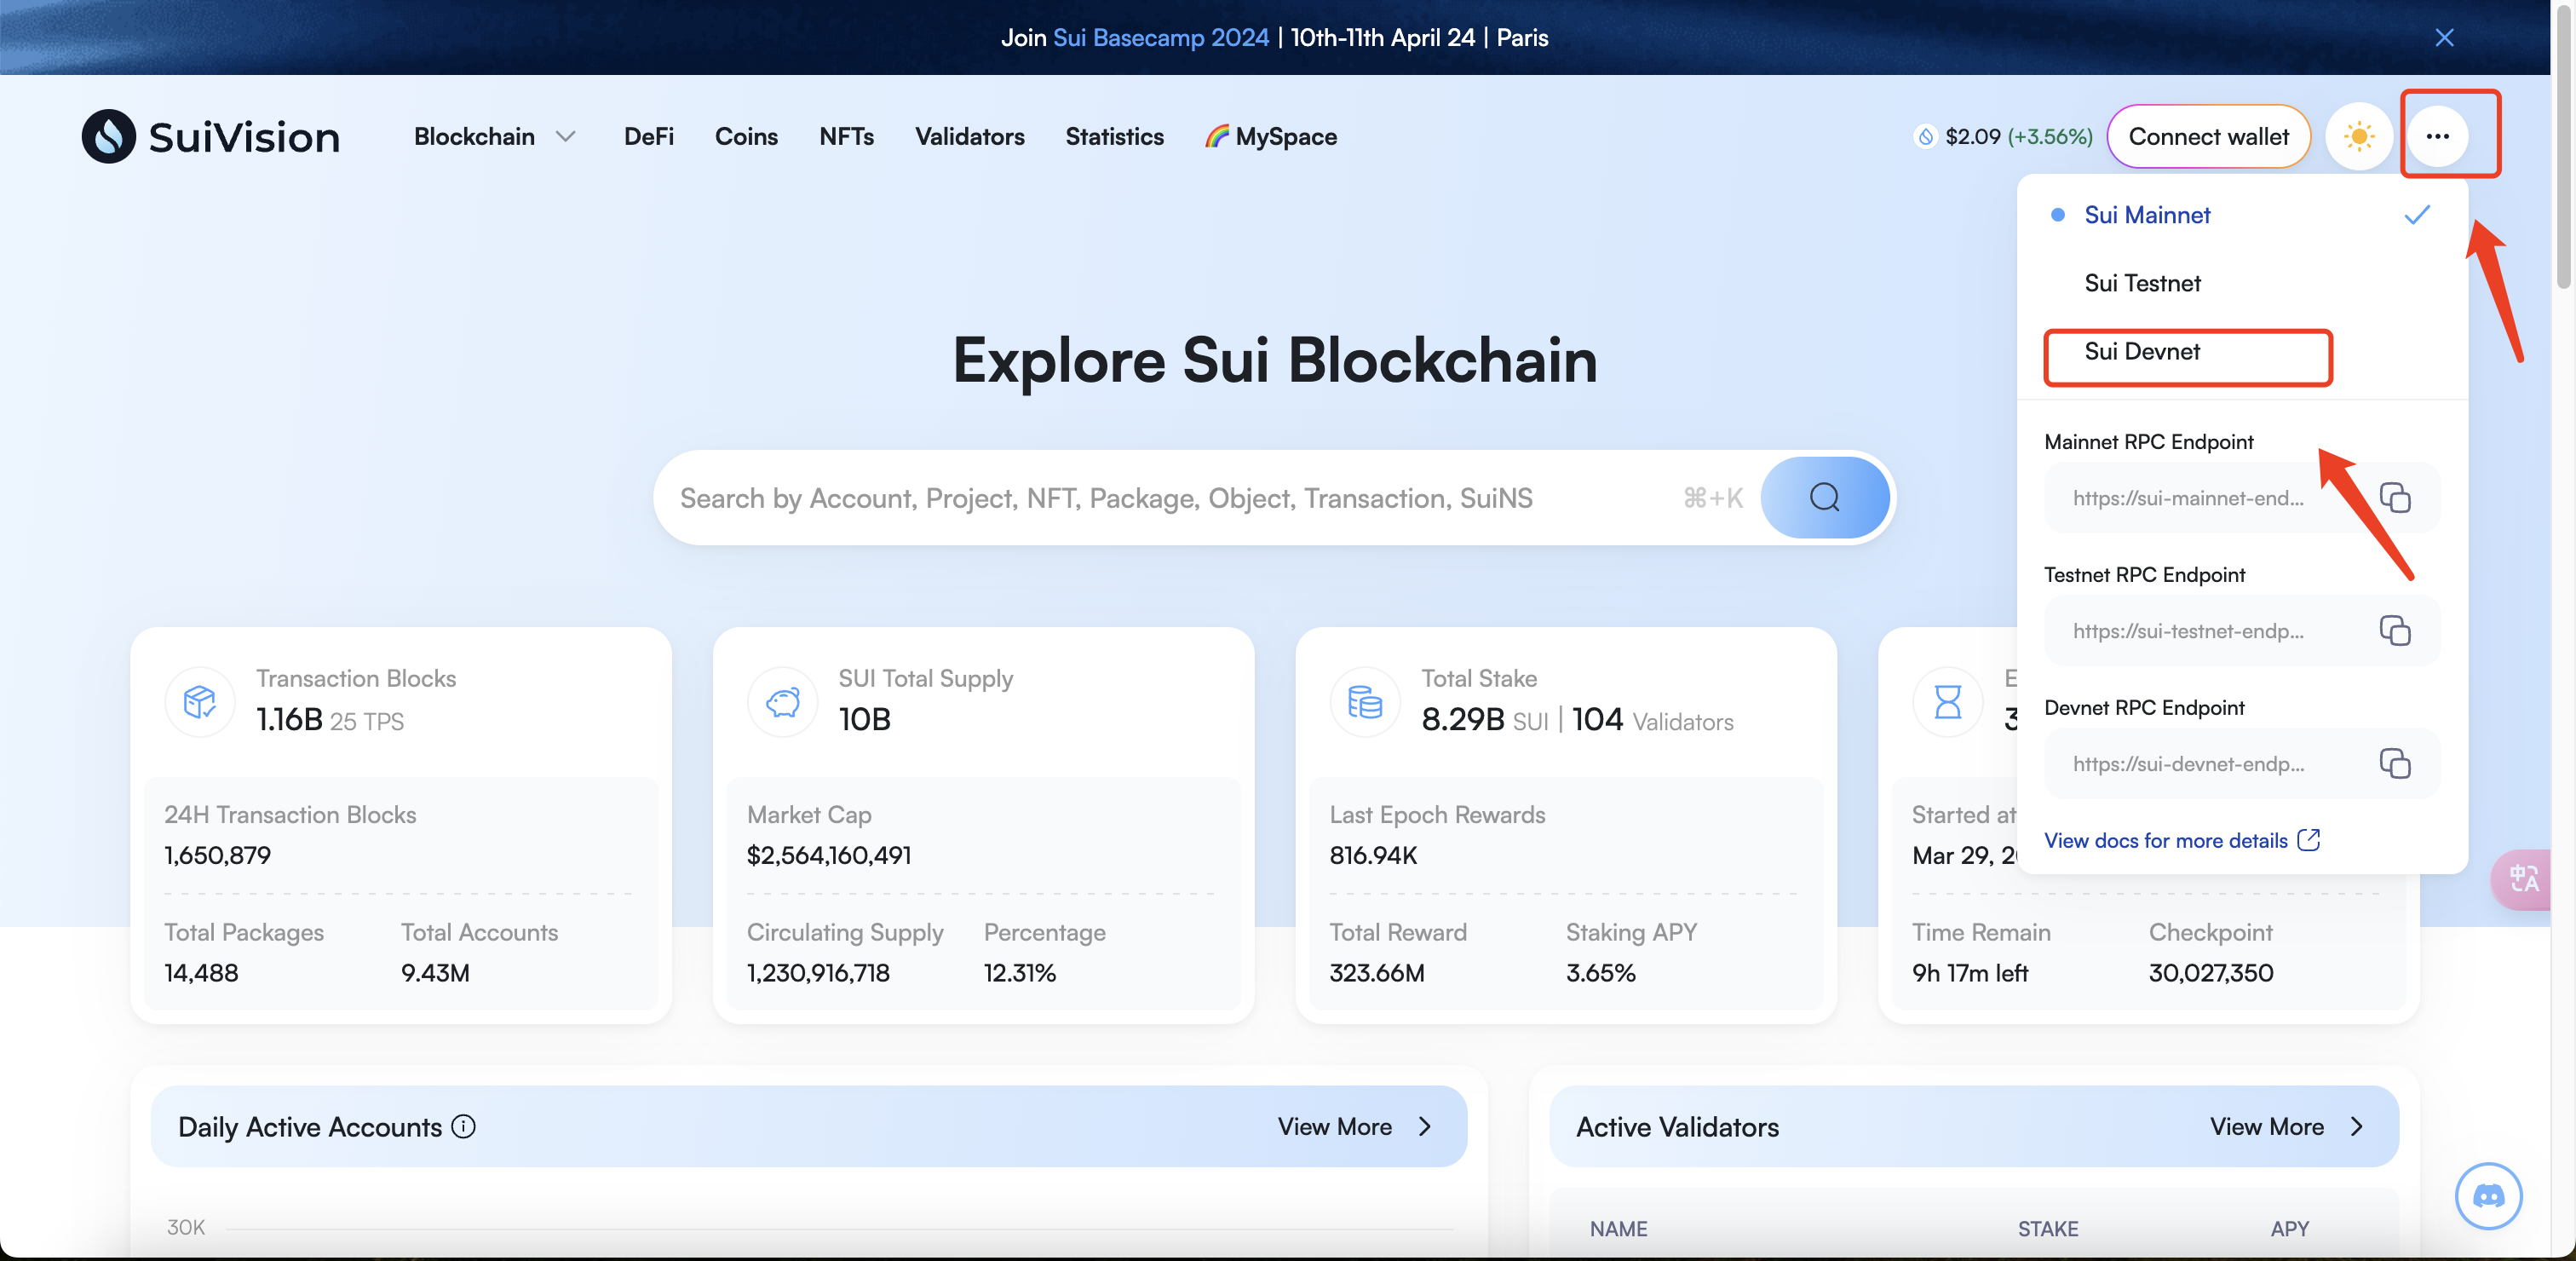 Join Sui Basecamp 2024 | 10th-11th April 24 | Paris
SuiVision
Blockchain
DeFi
Coins
NFTs
Validators
Statistics
MySpace
$2.09 (+3.56%)
Connect wallet
Sui Mainnet
Sui Testnet
Sui Devnet
Mainnet RPC Endpoint
https://sui-mainnet-end...
Testnet RPC Endpoint
https://sui-testnet-endp...
Devnet RPC Endpoint
https://sui-devnet-endp...
View docs for more details
Explore Sui Blockchain
Search by Account, Project, NFT, Package, Object, Transaction, SuiNS
⌘+K
Transaction Blocks
1.16B 25 TPS
24H Transaction Blocks
1,650,879
Total Packages
14,488
Total Accounts
9.43M
SUI Total Supply
10B
Market Cap
$2,564,160,491
Circulating Supply
1,230,916,718
Percentage
12.31%
Total Stake
8.29B SUI | 104 Validators
Last Epoch Rewards
816.94K
Total Reward
323.66M
Staking APY
3.65%
Started at
Mar 29,
Time Remain
9h 17m left
Checkpoint
30,027,350
中A
Daily Active Accounts
View More
30K
Active Validators
View More
NAME
STAKE
APY